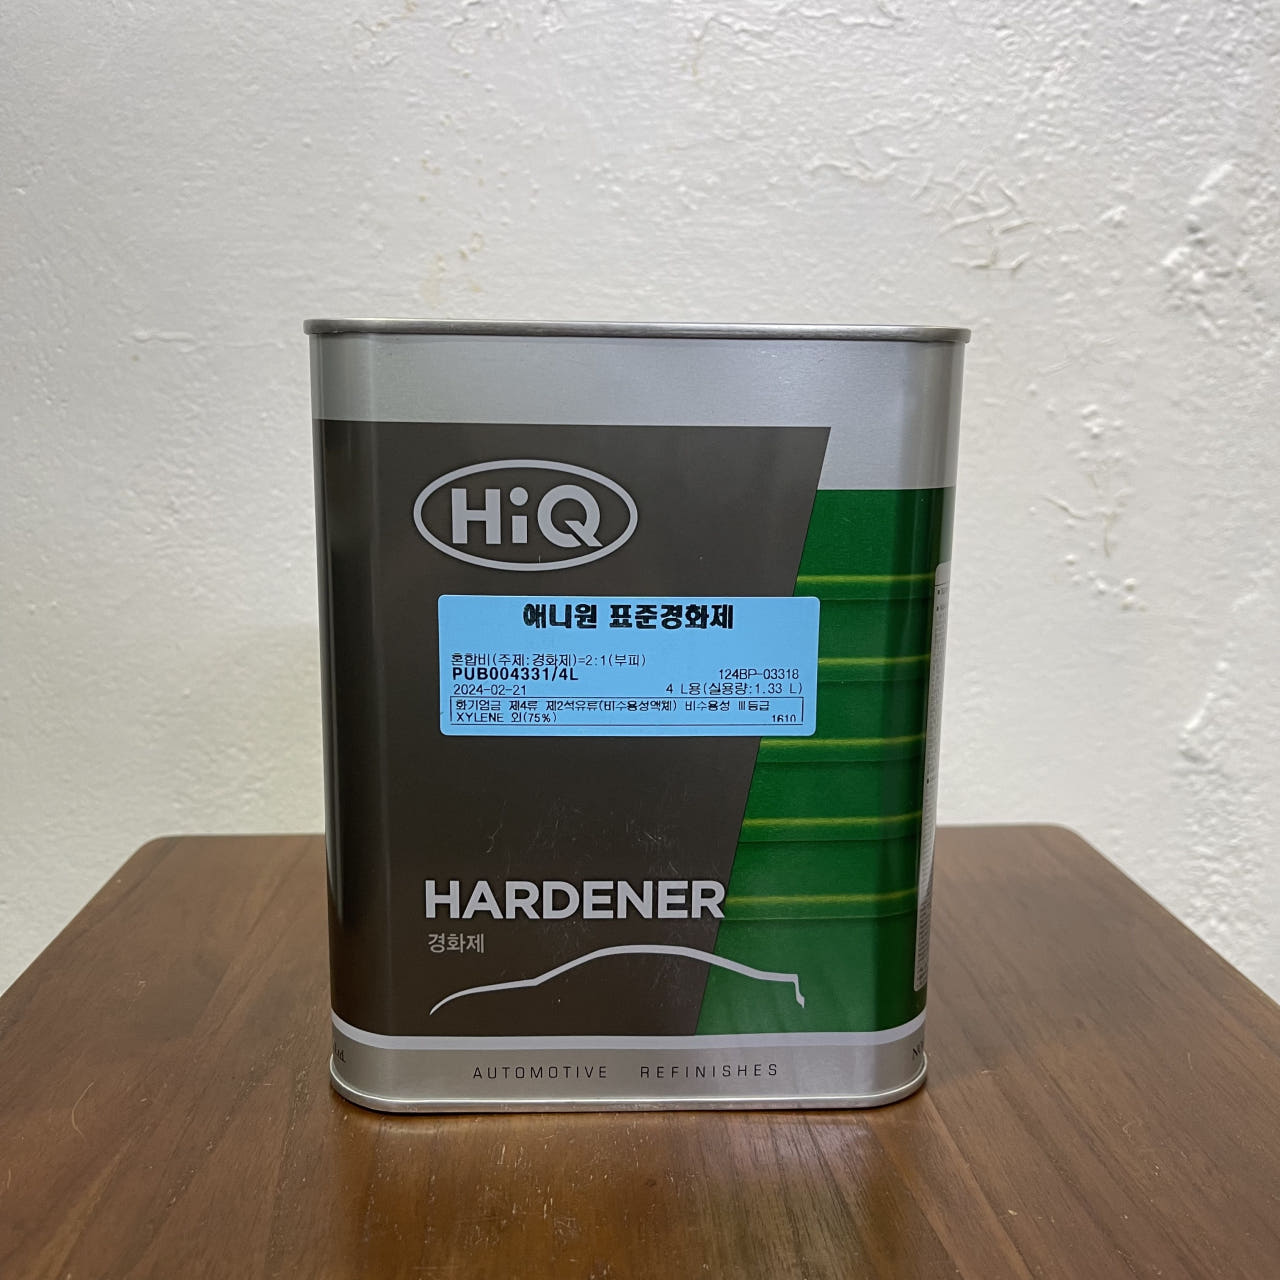 HiQ
애니원 표준경화제
혼합비(주제:경화제)=2:1(부피)
PUB004331/4L 124BP-03318
2024-02-21 4 L용(실용량:1.33 L)
화기엄금 제4류 제2석유류(비수용성액체) 비수용성 Ⅲ등급
XYLENE 외(75%) 1610
HARDENER
경화제
Ltd.
AUTOMOTIVE REFINISHES